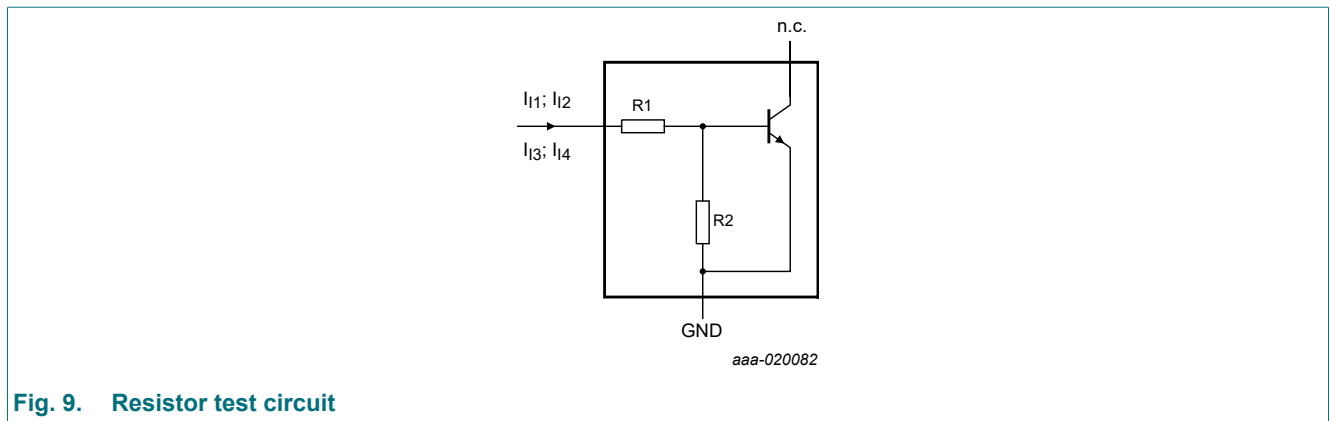 n.c.
I_I1; I_I2
R1
I_I3; I_I4
R2
GND
aaa-020082
Fig. 9. Resistor test circuit